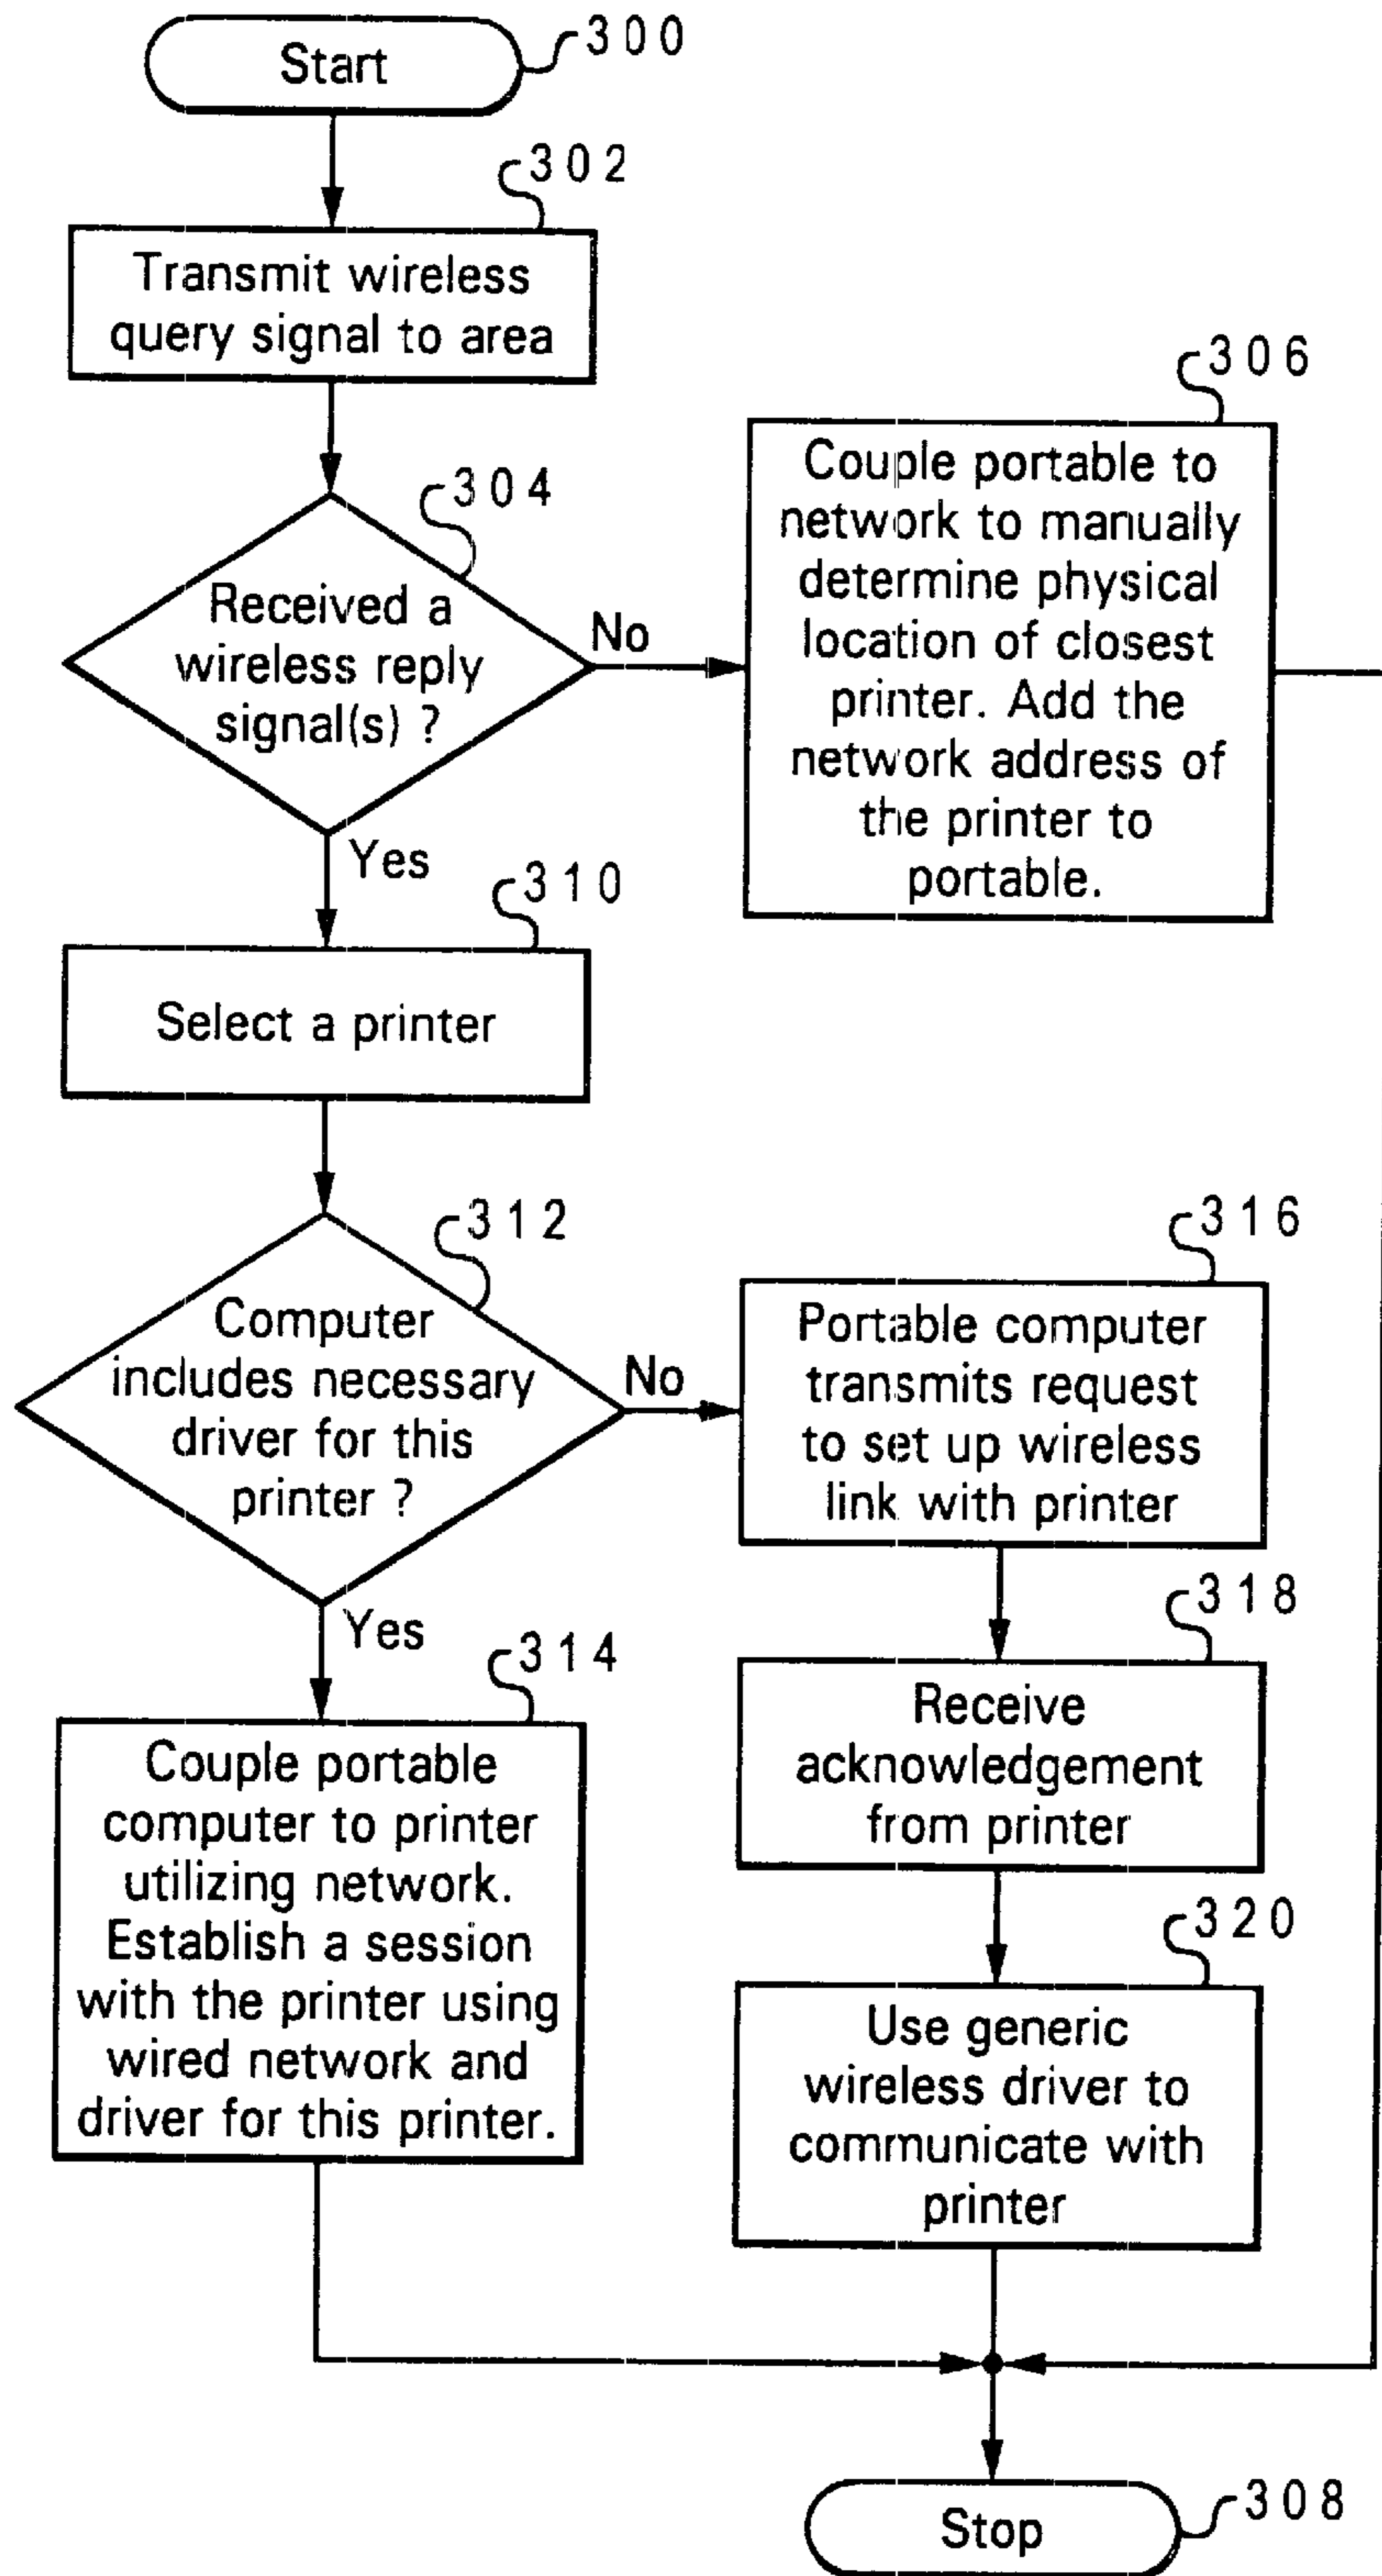 Start
300
302
Transmit wireless
query signal to area
304
Received a
wireless reply
signal(s) ?
No
Yes
306
Couple portable to
network to manually
determine physical
location of closest
printer. Add the
network address of
the printer to
portable.
310
Select a printer
312
Computer
includes necessary
driver for this
printer ?
No
Yes
314
Couple portable
computer to printer
utilizing network.
Establish a session
with the printer using
wired network and
driver for this printer.
316
Portable computer
transmits request
to set up wireless
link with printer
318
Receive
acknowledgement
from printer
320
Use generic
wireless driver to
communicate with
printer
Stop
308